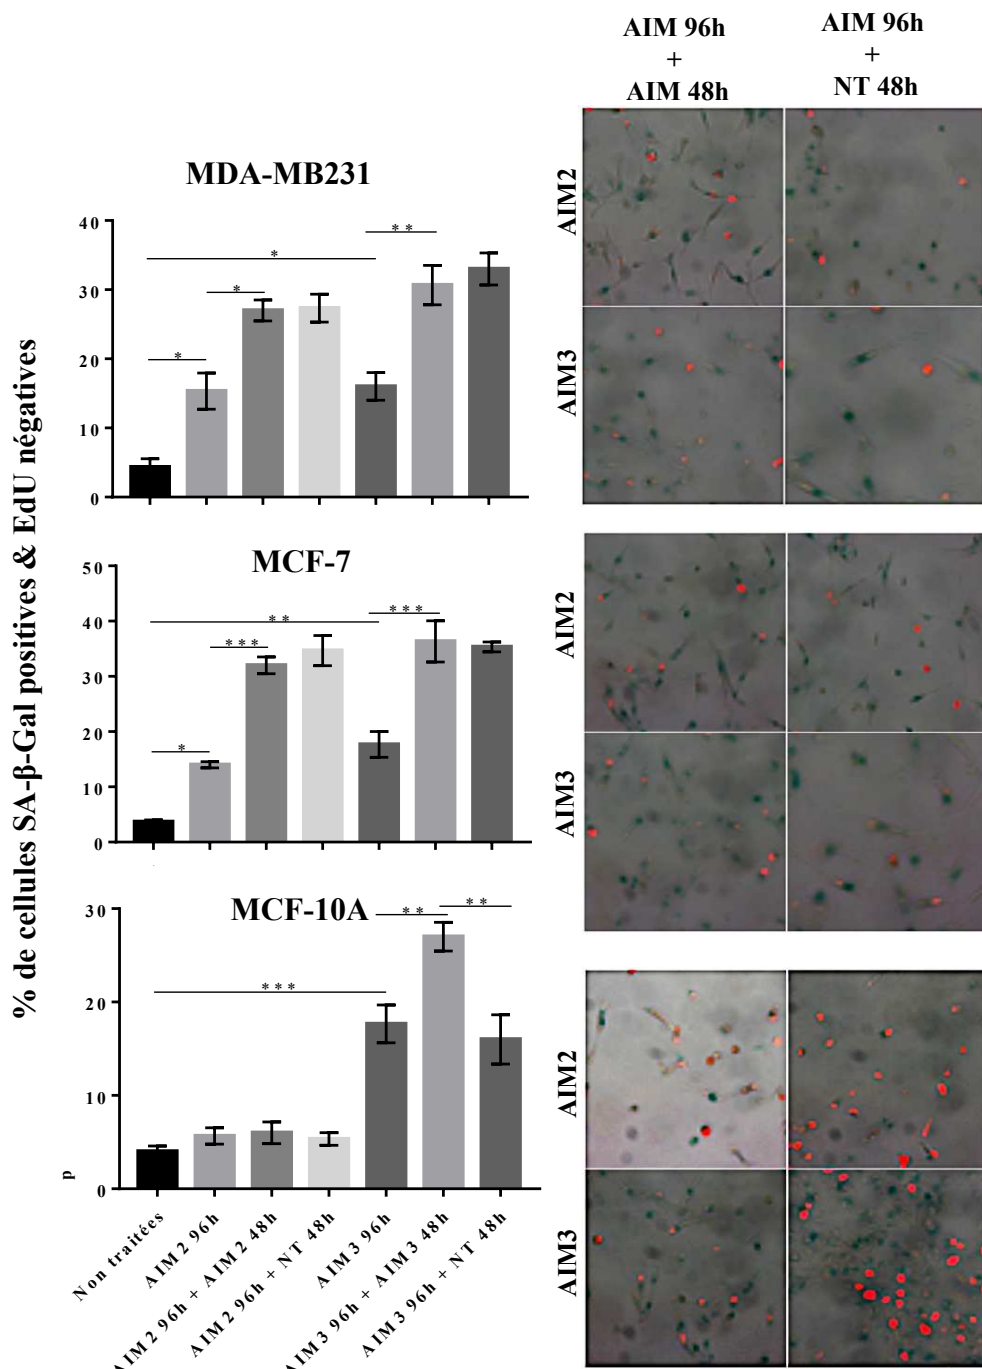 AIM 96h
+
AIM 48h
AIM 96h
+
NT 48h
% de cellules SA-β-Gal positives & EdU négatives
MDA-MB231
40
30
20
10
0
*
*
*
**
AIM2
AIM3
MCF-7
50
40
30
20
10
0
*
***
**
***
AIM2
AIM3
MCF-10A
30
20
10
0
***
**
**
p
AIM2
AIM3
Non traitées
AIM2 96h
AIM2 96h + AIM2 48h
AIM2 96h + NT 48h
AIM3 96h
AIM3 96h + AIM3 48h
AIM3 96h + NT 48h